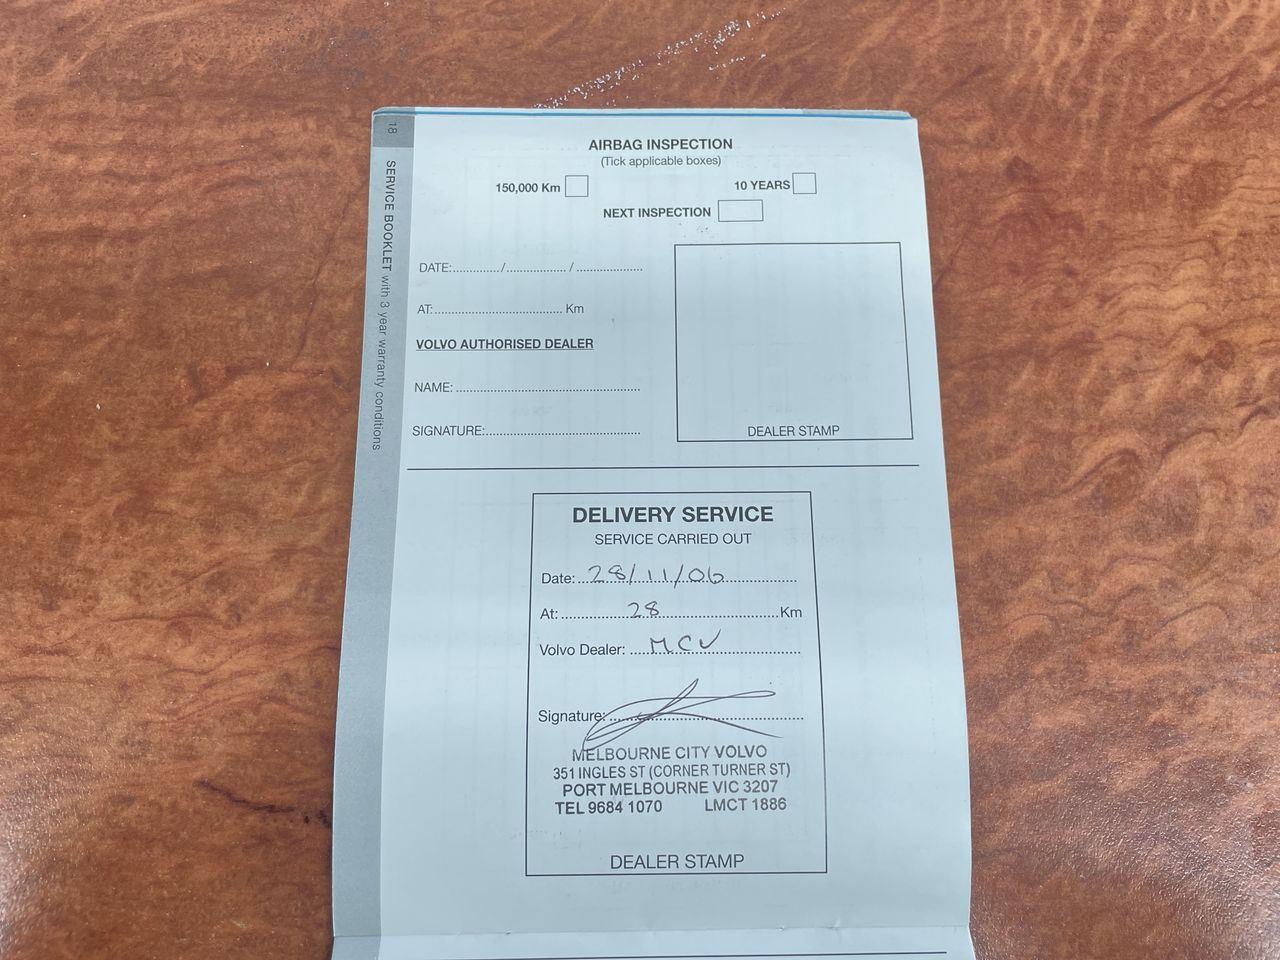 18
SERVICE BOOKLET with 3 year warranty conditions
AIRBAG INSPECTION
(Tick applicable boxes)
150,000 Km
10 YEARS
NEXT INSPECTION
DATE:............/................/..................
AT:.................................... Km
VOLVO AUTHORISED DEALER
NAME:....................................................
SIGNATURE:............................................
DEALER STAMP
DELIVERY SERVICE
SERVICE CARRIED OUT
Date: 28/11/06
At: 28 Km
Volvo Dealer: MCV
Signature:
MELBOURNE CITY VOLVO
351 INGLES ST (CORNER TURNER ST)
PORT MELBOURNE VIC 3207
TEL 9684 1070 LMCT 1886
DEALER STAMP